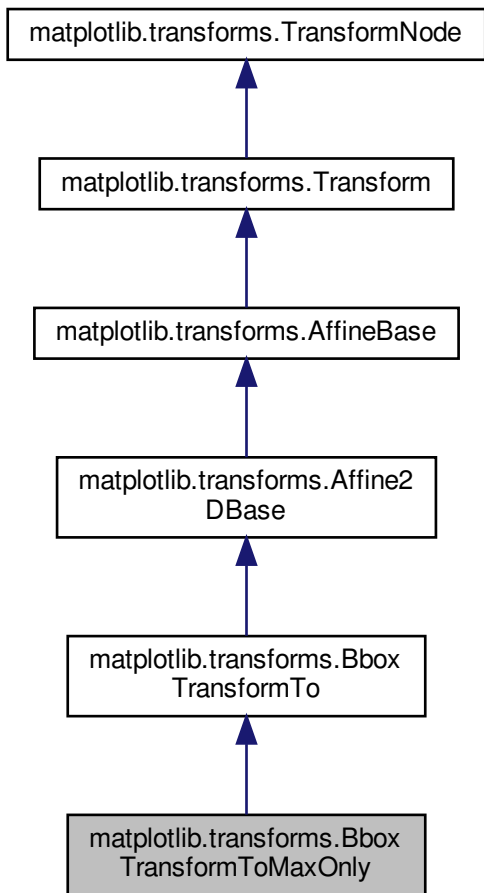 matplotlib.transforms.TransformNode
matplotlib.transforms.Transform
matplotlib.transforms.AffineBase
matplotlib.transforms.Affine2
DBase
matplotlib.transforms.Bbox
TransformTo
matplotlib.transforms.Bbox
TransformToMaxOnly